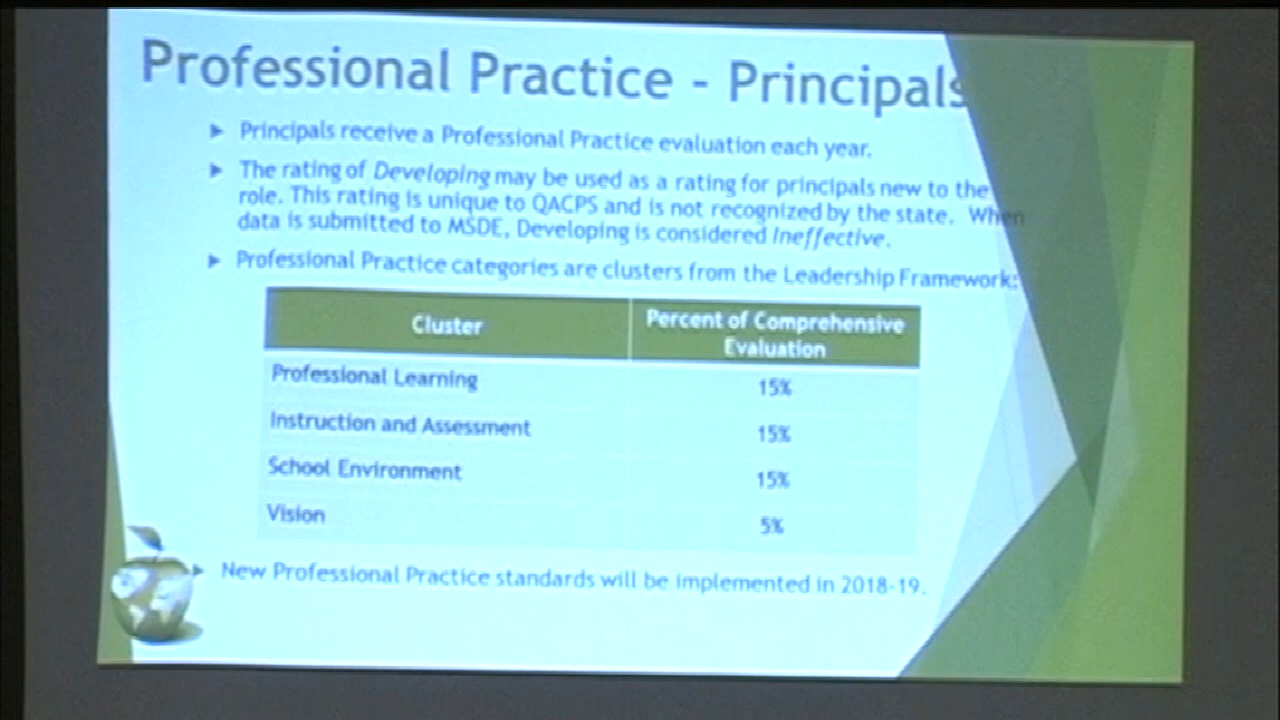 Professional Practice - Principals
Principals receive a Professional Practice evaluation each year.
The rating of Developing may be used as a rating for principals new to the
role. This rating is unique to QACPS and is not recognized by the state. When
data is submitted to MSDE, Developing is considered Ineffective.
Professional Practice categories are clusters from the Leadership Framework:
Cluster
Percent of Comprehensive
Evaluation
Professional Learning 15%
Instruction and Assessment 15%
School Environment 15%
Vision 5%
New Professional Practice standards will be implemented in 2018-19.